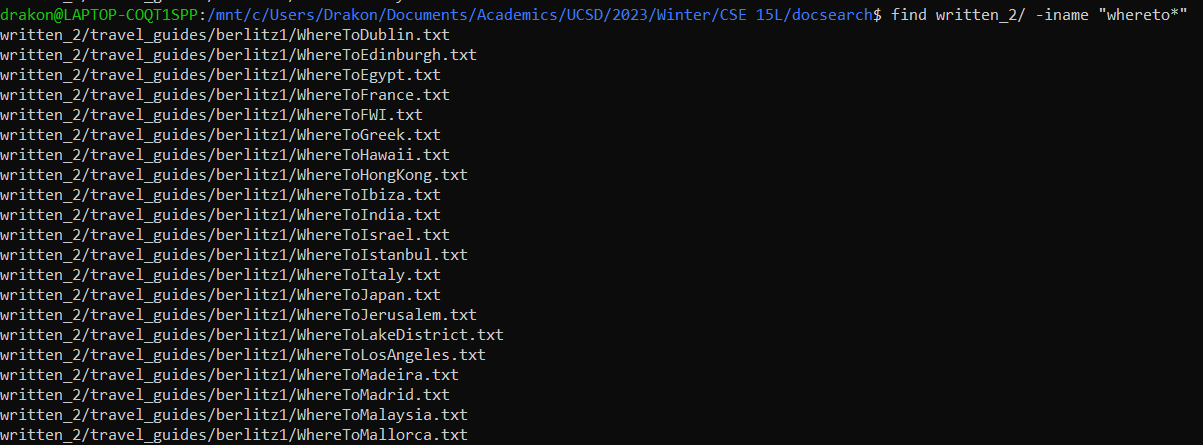 drakon@LAPTOP-COQT1SPP:/mnt/c/Users/Drakon/Documents/Academics/UCSD/2023/Winter/CSE 15L/docsearch$ find written_2/ -iname "whereto*"
written_2/travel_guides/berlitz1/WhereToDublin.txt
written_2/travel_guides/berlitz1/WhereToEdinburgh.txt
written_2/travel_guides/berlitz1/WhereToEgypt.txt
written_2/travel_guides/berlitz1/WhereToFrance.txt
written_2/travel_guides/berlitz1/WhereToFWI.txt
written_2/travel_guides/berlitz1/WhereToGreek.txt
written_2/travel_guides/berlitz1/WhereToHawaii.txt
written_2/travel_guides/berlitz1/WhereToHongKong.txt
written_2/travel_guides/berlitz1/WhereToIbiza.txt
written_2/travel_guides/berlitz1/WhereToIndia.txt
written_2/travel_guides/berlitz1/WhereToIsrael.txt
written_2/travel_guides/berlitz1/WhereToIstanbul.txt
written_2/travel_guides/berlitz1/WhereToItaly.txt
written_2/travel_guides/berlitz1/WhereToJapan.txt
written_2/travel_guides/berlitz1/WhereToJerusalem.txt
written_2/travel_guides/berlitz1/WhereToLakeDistrict.txt
written_2/travel_guides/berlitz1/WhereToLosAngeles.txt
written_2/travel_guides/berlitz1/WhereToMadeira.txt
written_2/travel_guides/berlitz1/WhereToMadrid.txt
written_2/travel_guides/berlitz1/WhereToMalaysia.txt
written_2/travel_guides/berlitz1/WhereToMallorca.txt